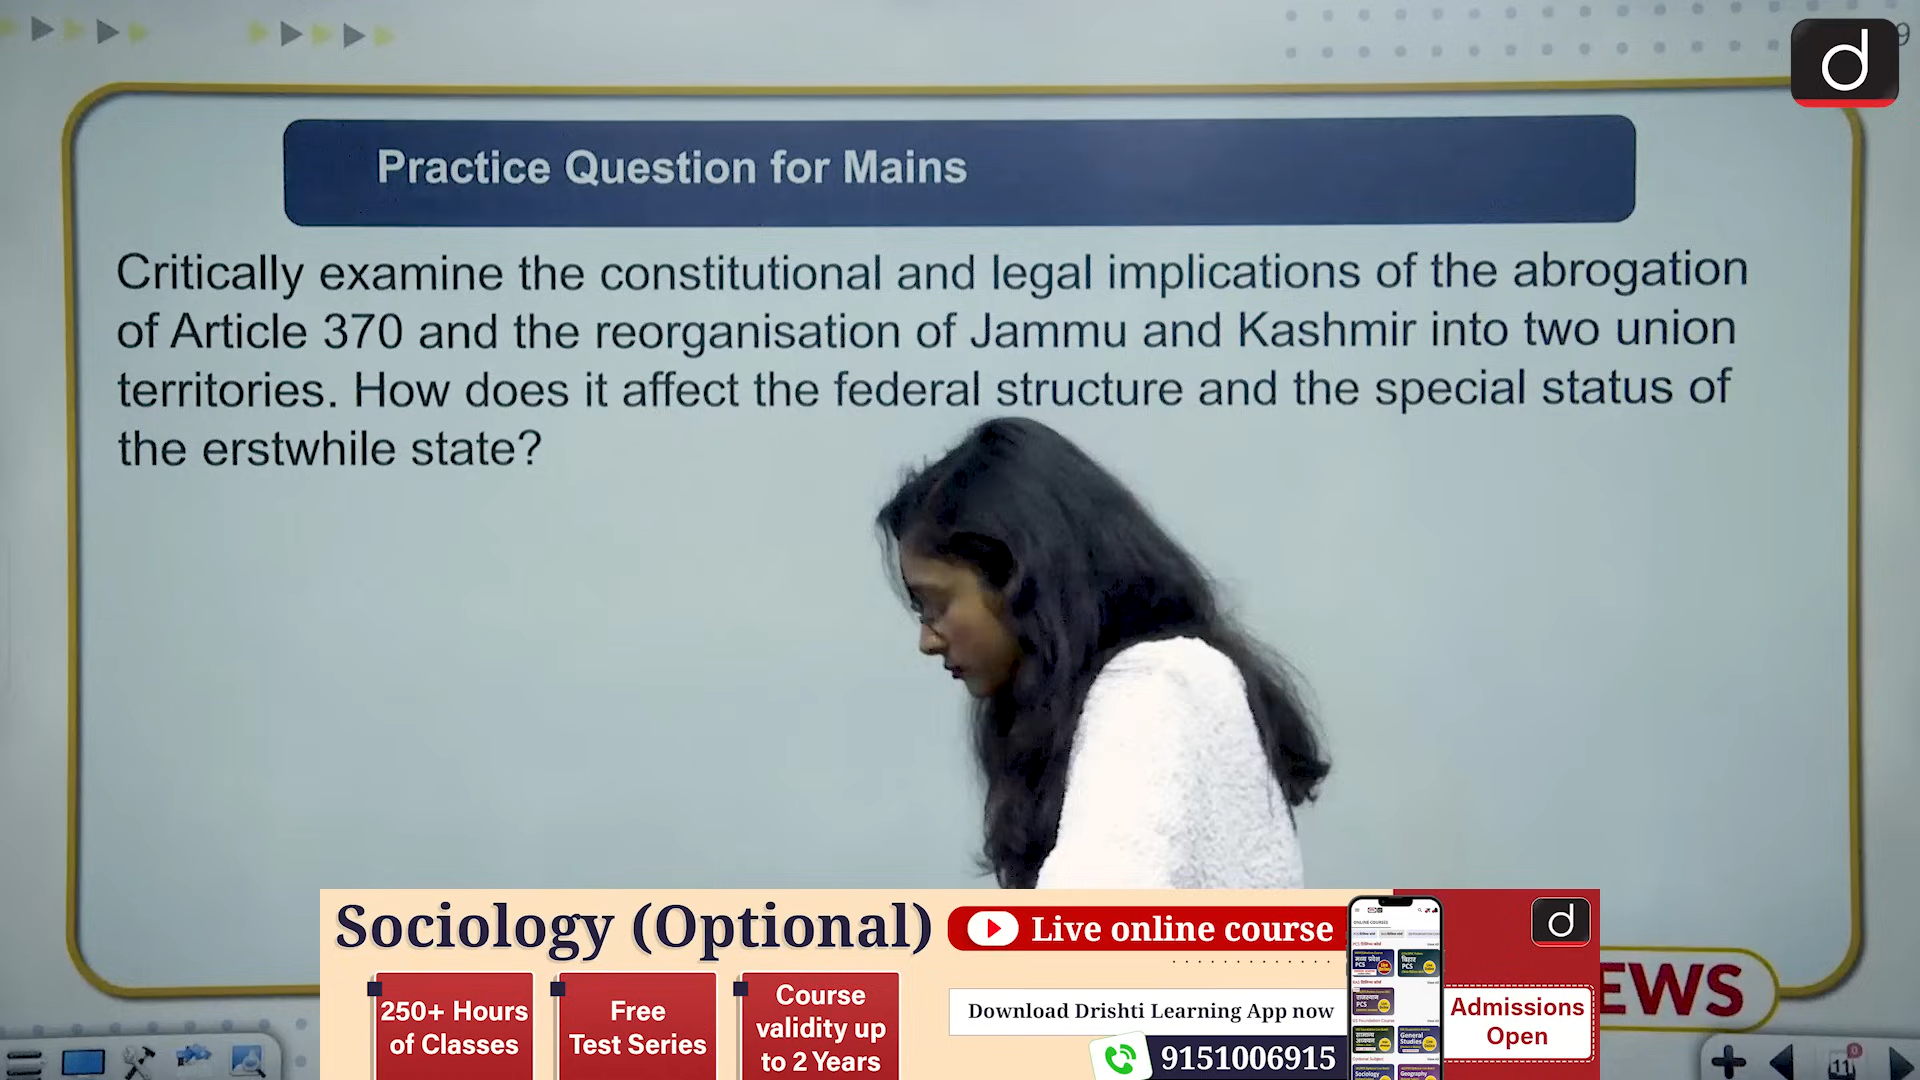 9
d
Practice Question for Mains
Critically examine the constitutional and legal implications of the abrogation
of Article 370 and the reorganisation of Jammu and Kashmir into two union
territories. How does it affect the federal structure and the special status of
the erstwhile state?
Sociology (Optional)
Live online course
d
250+ Hours
of Classes
Free
Test Series
Course
validity up
to 2 Years
Download Drishti Learning App now
9151006915
Admissions
Open
EWS
11
0